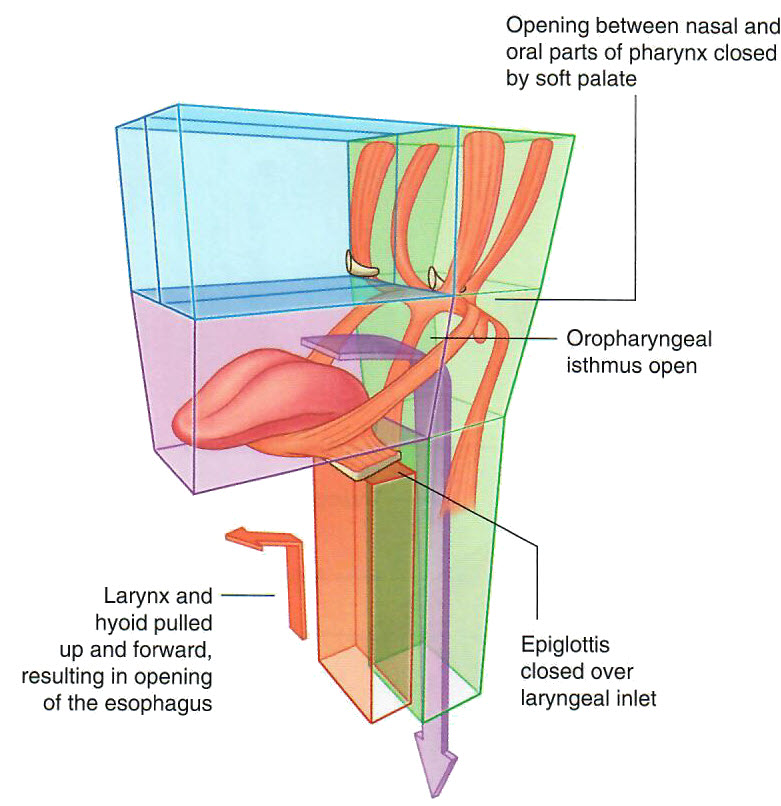 Opening between nasal and
oral parts of pharynx closed
by soft palate
Oropharyngeal
isthmus open
Larynx and
hyoid pulled
up and forward,
resulting in opening
of the esophagus
Epiglottis
closed over
laryngeal inlet